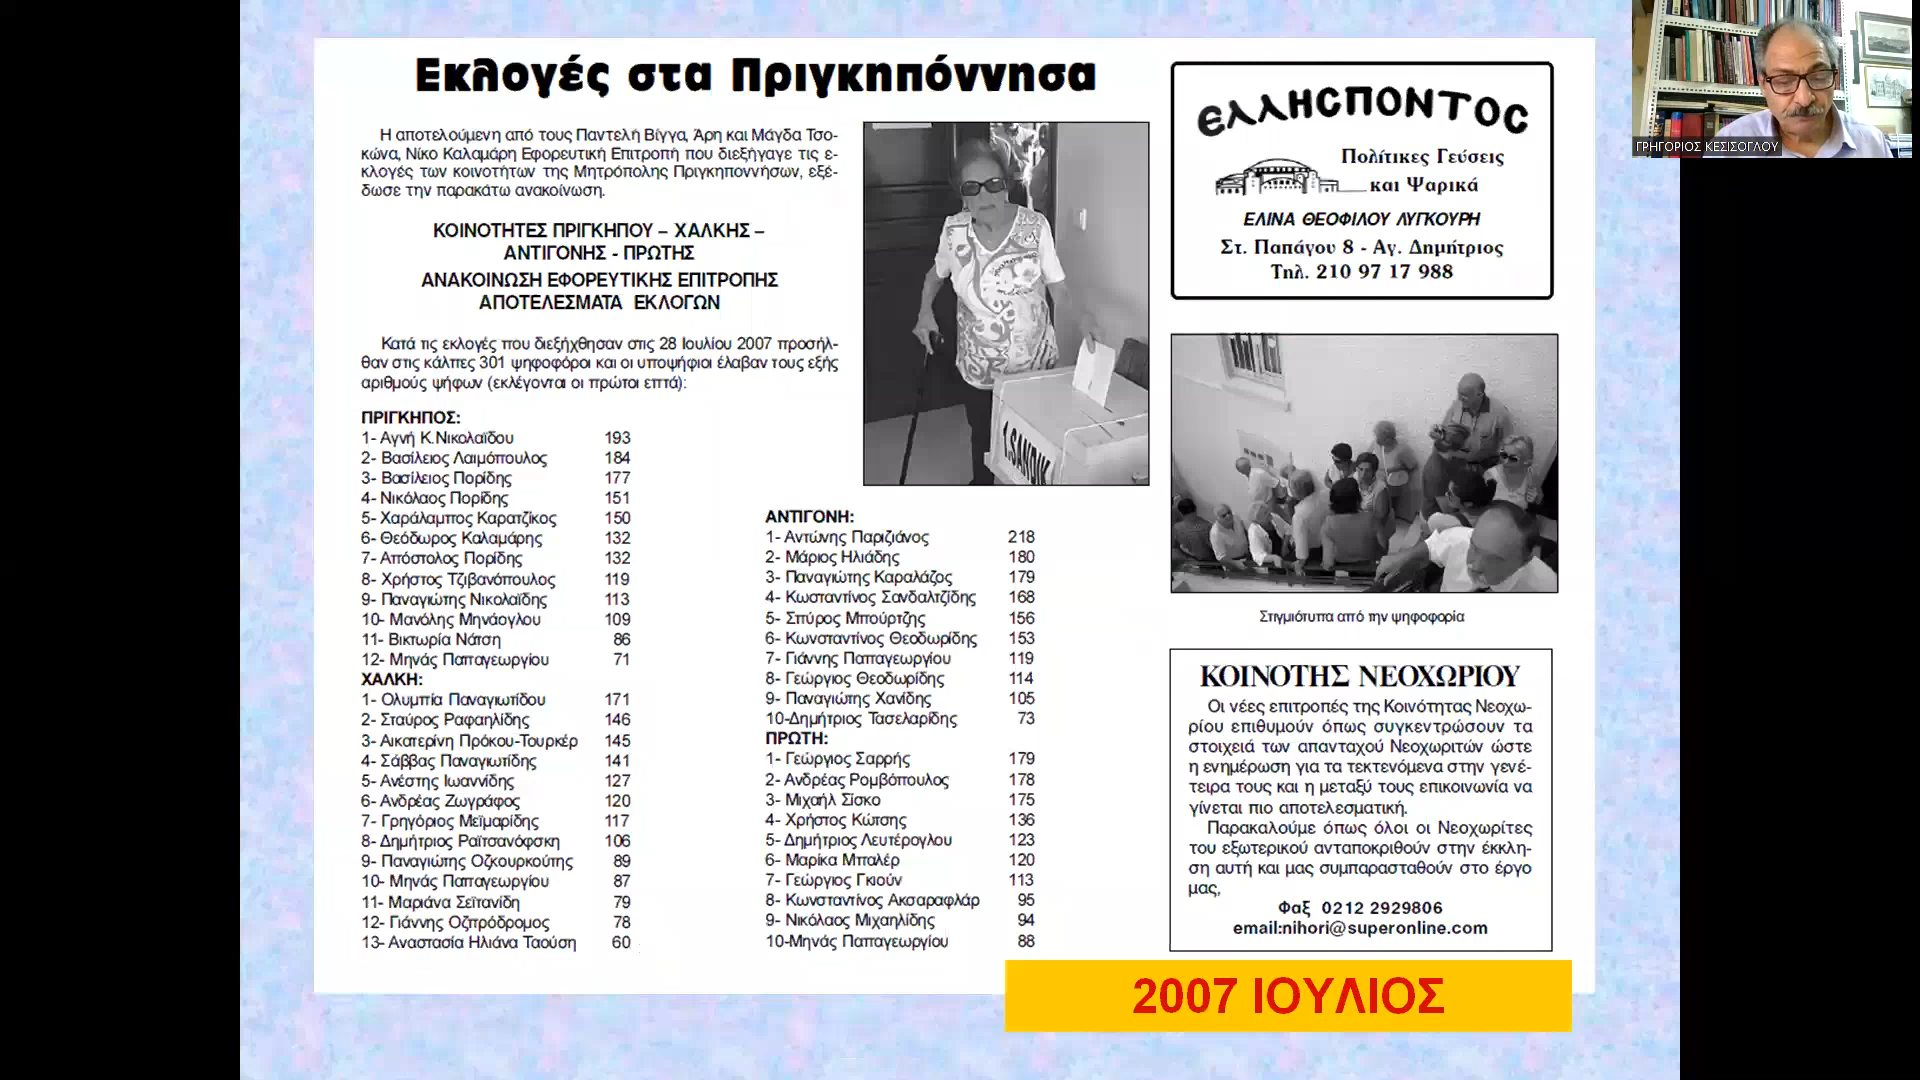 Εκλογές στα Πριγκηπόννησα
Η αποτελούμενη από τους Παντελή Βίγγα, Άρη και Μάγδα Τσο-
κώνα, Νίκο Καλαμάρη Εφορευτική Επιτροπή που διεξήγαγε τις ε-
κλογές των κοινοτήτων της Μητρόπολης Πριγκηποννήσων, εξέ-
δωσε την παρακάτω ανακοίνωση.
ΚΟΙΝΟΤΗΤΕΣ ΠΡΙΓΚΗΠΟΥ – ΧΑΛΚΗΣ –
ΑΝΤΙΓΟΝΗΣ - ΠΡΩΤΗΣ
ΑΝΑΚΟΙΝΩΣΗ ΕΦΟΡΕΥΤΙΚΗΣ ΕΠΙΤΡΟΠΗΣ
ΑΠΟΤΕΛΕΣΜΑΤΑ ΕΚΛΟΓΩΝ
Κατά τις εκλογές που διεξήχθησαν στις 28 Ιουλίου 2007 προσήλ-
θαν στις κάλπες 301 ψηφοφόροι και οι υποψήφιοι έλαβαν τους εξής
αριθμούς ψήφων (εκλέγονται οι πρώτοι επτά):
ΠΡΙΓΚΗΠΟΣ:
1- Αγνή Κ.Νικολαϊδου 193
2- Βασίλειος Λαιμόπουλος 184
3- Βασίλειος Πορίδης 177
4- Νικόλαος Πορίδης 151
5- Χαράλαμπος Καρατζίκος 150
6- Θεόδωρος Καλαμάρης 132
7- Απόστολος Πορίδης 132
8- Χρήστος Τζιβανόπουλος 119
9- Παναγιώτης Νικολαϊδης 113
10- Μανόλης Μηνάογλου 109
11- Βικτωρία Νάτση 86
12- Μηνάς Παπαγεωργίου 71
ΧΑΛΚΗ:
1- Ολυμπία Παναγιωτίδου 171
2- Σταύρος Ραφαηλίδης 146
3- Αικατερίνη Πρόκου-Τουρκέρ 145
4- Σάββας Παναγιωτίδης 141
5- Ανέστης Ιωαννίδης 127
6- Ανδρέας Ζωγράφος 120
7- Γρηγόριος Μεϊμαρίδης 117
8- Δημήτριος Ραϊτσανόφσκη 106
9- Παναγιώτης Οζκουρκούτης 89
10- Μηνάς Παπαγεωργίου 87
11- Μαριάνα Σεϊτανίδη 79
12- Γιάννης Οζπρόδρομος 78
13- Αναστασία Ηλιάνα Ταούση 60
1.SANDIK
ΑΝΤΙΓΟΝΗ:
1- Αντώνης Παριζιάνος 218
2- Μάριος Ηλιάδης 180
3- Παναγιώτης Καραλάζος 179
4- Κωσταντίνος Σανδαλτζίδης 168
5- Σπύρος Μπούρτζης 156
6- Κωνσταντίνος Θεοδωρίδης 153
7- Γιάννης Παπαγεωργίου 119
8- Γεώργιος Θεοδωρίδης 114
9- Παναγιώτης Χανίδης 105
10-Δημήτριος Τασελαρίδης 73
ΠΡΩΤΗ:
1- Γεώργιος Σαρρής 179
2- Ανδρέας Ρομβόπουλος 178
3- Μιχαήλ Σίσκο 175
4- Χρήστος Κώτσης 136
5- Δημήτριος Λευτέρογλου 123
6- Μαρίκα Μπαλέρ 120
7- Γεώργιος Γκιούν 113
8- Κωνσταντίνος Ακσαραφλάρ 95
9- Νικόλαος Μιχαηλίδης 94
10-Μηνάς Παπαγεωργίου 88
ΕΛΛΗΣΠΟΝΤΟΣ
Πολίτικες Γεύσεις
και Ψαρικά
ΕΛΙΝΑ ΘΕΟΦΙΛΟΥ ΛΥΓΚΟΥΡΗ
Στ. Παπάγου 8 - Αγ. Δημήτριος
Τηλ. 210 97 17 988
Στιγμιότυπα από την ψηφοφορία
ΚΟΙΝΟΤΗΣ ΝΕΟΧΩΡΙΟΥ
Οι νέες επιτροπές της Κοινότητας Νεοχω-
ρίου επιθυμούν όπως συγκεντρώσουν τα
στοιχειά των απανταχού Νεοχωριτών ώστε
η ενημέρωση για τα τεκτενόμενα στην γενέ-
τειρα τους και η μεταξύ τους επικοινωνία να
γίνεται πιο αποτελεσματική.
Παρακαλούμε όπως όλοι οι Νεοχωρίτες
του εξωτερικού ανταποκριθούν στην έκκλη-
ση αυτή και μας συμπαρασταθούν στο έργο
μας,
Φαξ 0212 2929806
email:nihori@superonline.com
2007 ΙΟΥΛΙΟΣ
ΓΡΗΓΟΡΙΟΣ ΚΕΣΙΣΟΓΛΟΥ